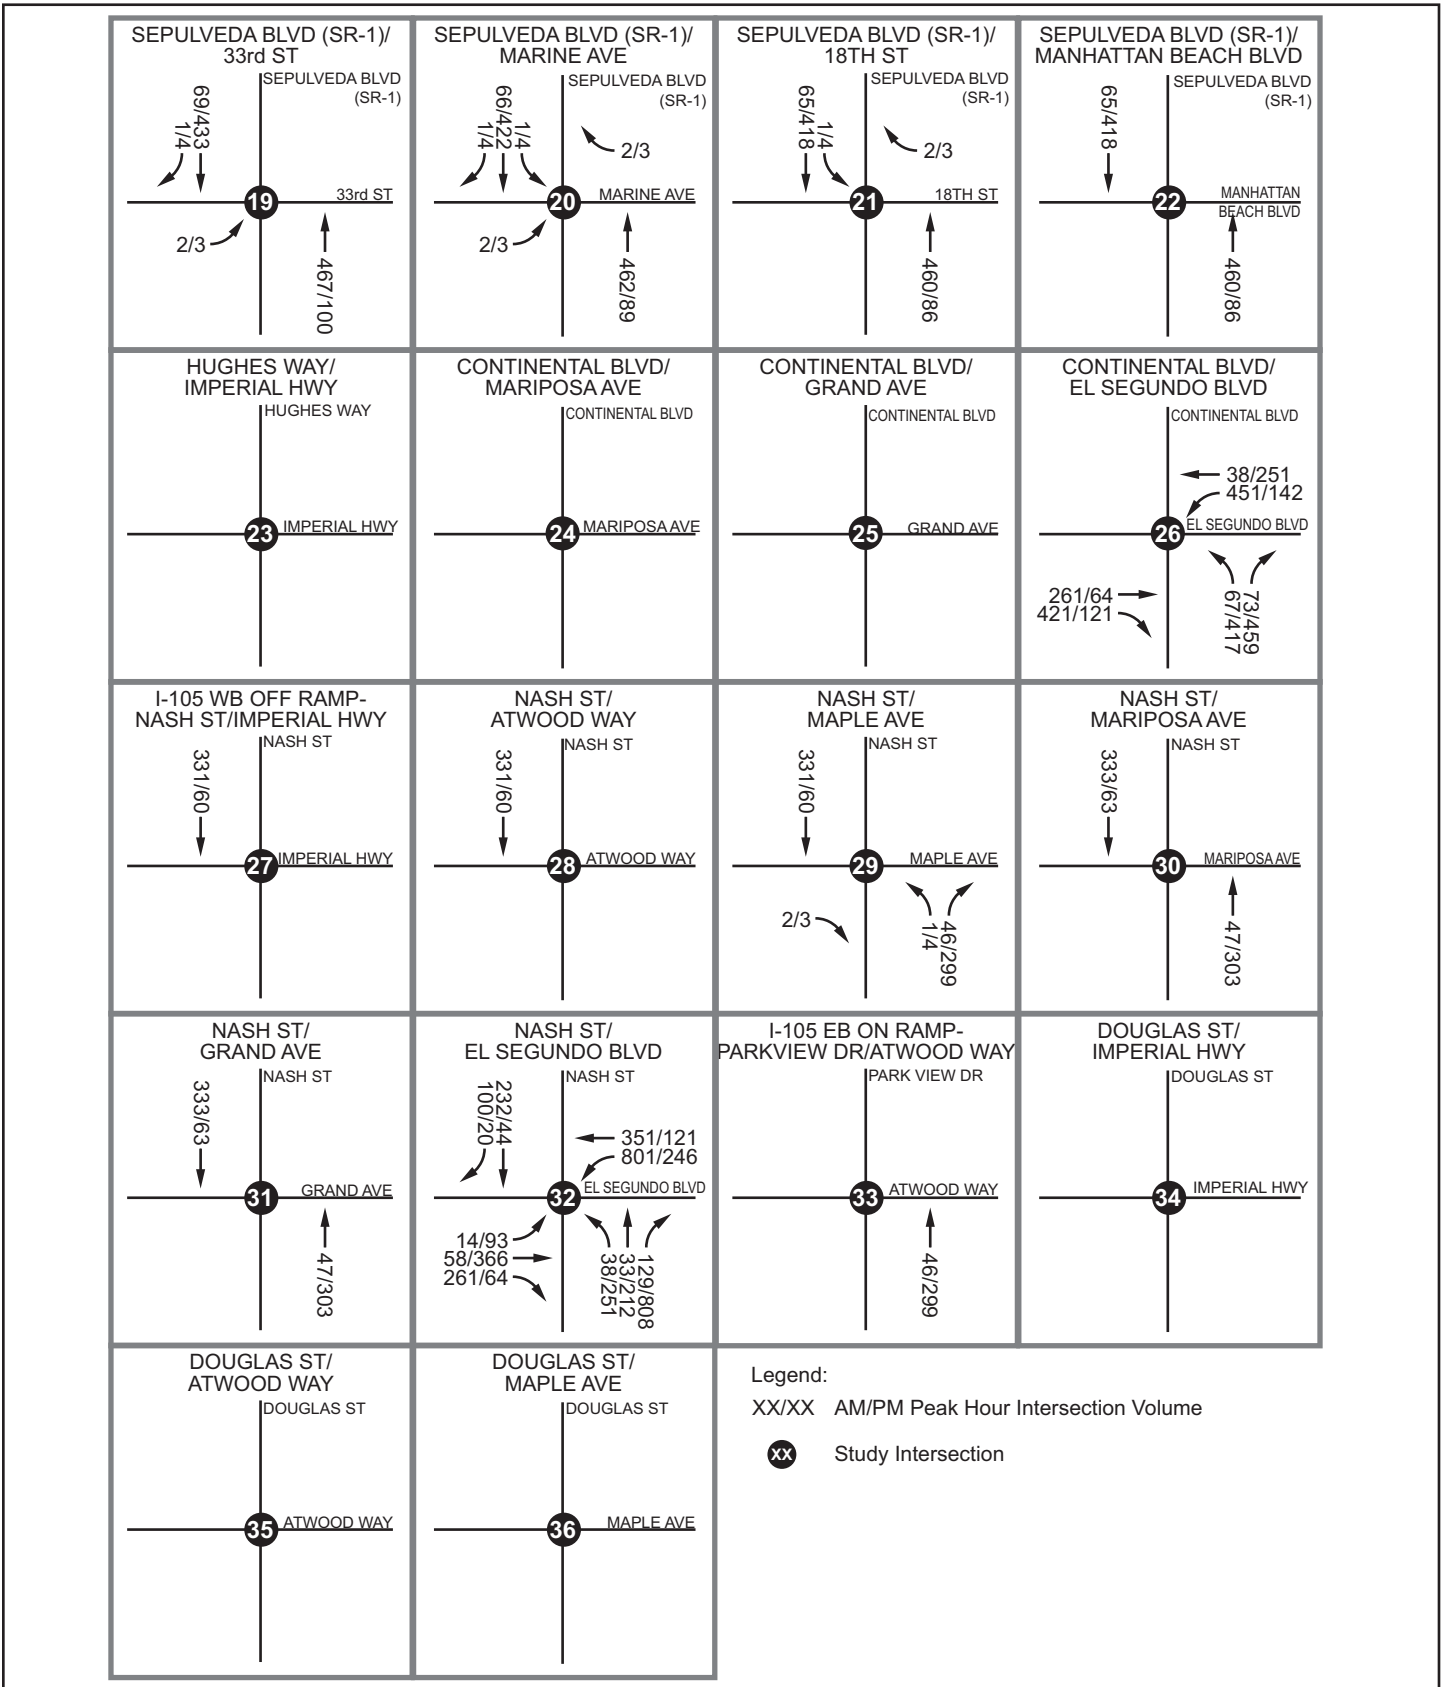 SEPULVEDA BLVD (SR-1)/
33rd ST
SEPULVEDA BLVD
(SR-1)
69/433
1/4
33rd ST
19
2/3
467/100
SEPULVEDA BLVD (SR-1)/
MARINE AVE
SEPULVEDA BLVD
(SR-1)
1/4
66/422
1/4
2/3
MARINE AVE
20
2/3
462/89
SEPULVEDA BLVD (SR-1)/
18TH ST
SEPULVEDA BLVD
(SR-1)
1/4
65/418
2/3
18TH ST
21
460/86
SEPULVEDA BLVD (SR-1)/
MANHATTAN BEACH BLVD
SEPULVEDA BLVD
(SR-1)
65/418
MANHATTAN
BEACH BLVD
22
460/86
HUGHES WAY/
IMPERIAL HWY
HUGHES WAY
IMPERIAL HWY
23
CONTINENTAL BLVD/
MARIPOSA AVE
CONTINENTAL BLVD
MARIPOSA AVE
24
CONTINENTAL BLVD/
GRAND AVE
CONTINENTAL BLVD
GRAND AVE
25
CONTINENTAL BLVD/
EL SEGUNDO BLVD
CONTINENTAL BLVD
38/251
451/142
EL SEGUNDO BLVD
26
261/64
421/121
73/459
67/417
I-105 WB OFF RAMP-
NASH ST/IMPERIAL HWY
NASH ST
331/60
IMPERIAL HWY
27
NASH ST/
ATWOOD WAY
NASH ST
331/60
ATWOOD WAY
28
NASH ST/
MAPLE AVE
NASH ST
331/60
MAPLE AVE
29
2/3
46/299
1/4
NASH ST/
MARIPOSA AVE
NASH ST
333/63
MARIPOSA AVE
30
47/303
NASH ST/
GRAND AVE
NASH ST
333/63
GRAND AVE
31
47/303
NASH ST/
EL SEGUNDO BLVD
NASH ST
232/44
100/20
351/121
801/246
EL SEGUNDO BLVD
32
14/93
58/366
261/64
129/808
33/212
38/251
I-105 EB ON RAMP-
PARKVIEW DR/ATWOOD WAY
PARK VIEW DR
ATWOOD WAY
33
46/299
DOUGLAS ST/
IMPERIAL HWY
DOUGLAS ST
IMPERIAL HWY
34
DOUGLAS ST/
ATWOOD WAY
DOUGLAS ST
ATWOOD WAY
35
DOUGLAS ST/
MAPLE AVE
DOUGLAS ST
MAPLE AVE
36
Legend:
XX/XX AM/PM Peak Hour Intersection Volume
XX Study Intersection